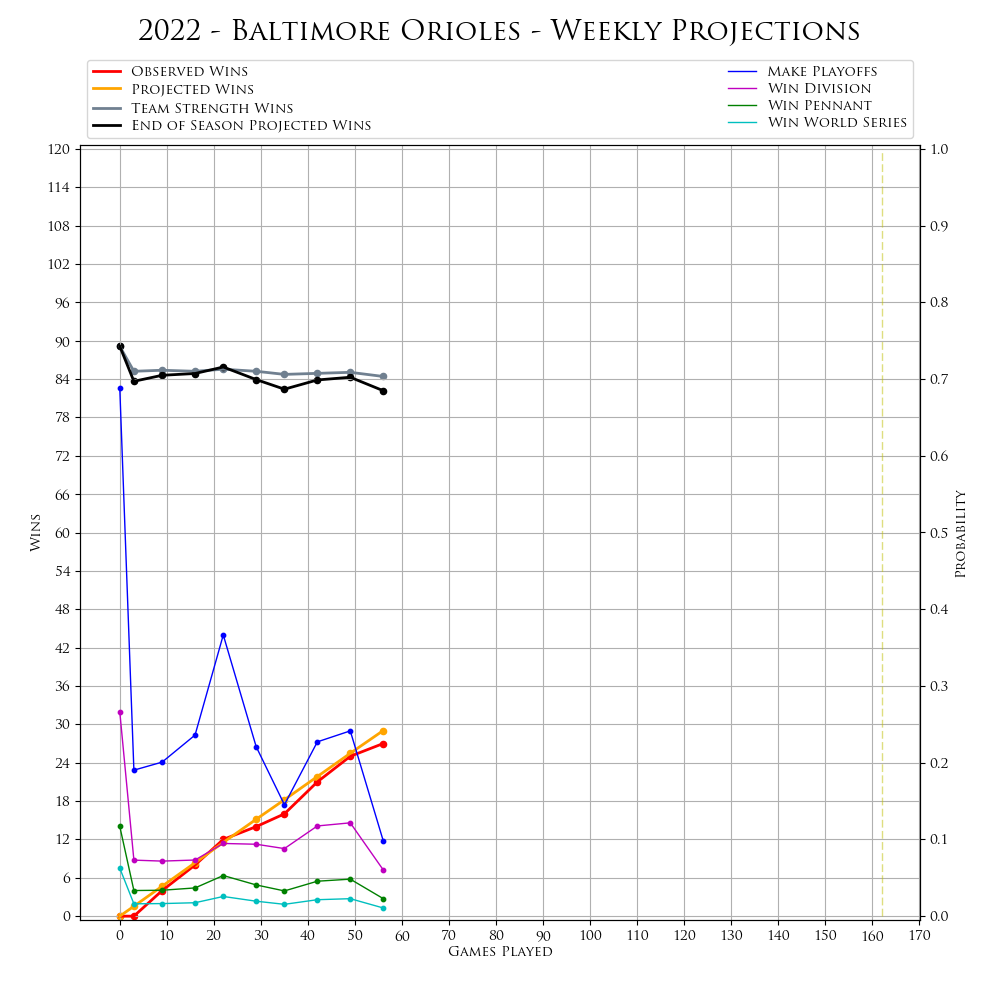 2022 - Baltimore Orioles - Weekly Projections
Observed Wins
Projected Wins
Team Strength Wins
End of Season Projected Wins
Make Playoffs
Win Division
Win Pennant
Win World Series
120
114
108
102
96
90
84
78
72
66
60
54
48
42
36
30
24
18
12
6
0
Wins
1.0
0.9
0.8
0.7
0.6
0.5
0.4
0.3
0.2
0.1
0.0
Probability
0 10 20 30 40 50 60 70 80 90 100 110 120 130 140 150 160 170
Games Played